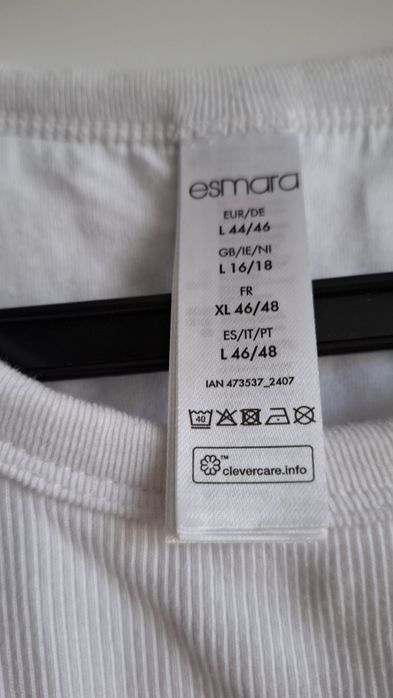 esmara
EUR/DE
L 44/46
GB/IE/NI
L 16/18
FR
XL 46/48
ES/IT/PT
L 46/48
IAN 473537_2407
40
™
clevercare.info